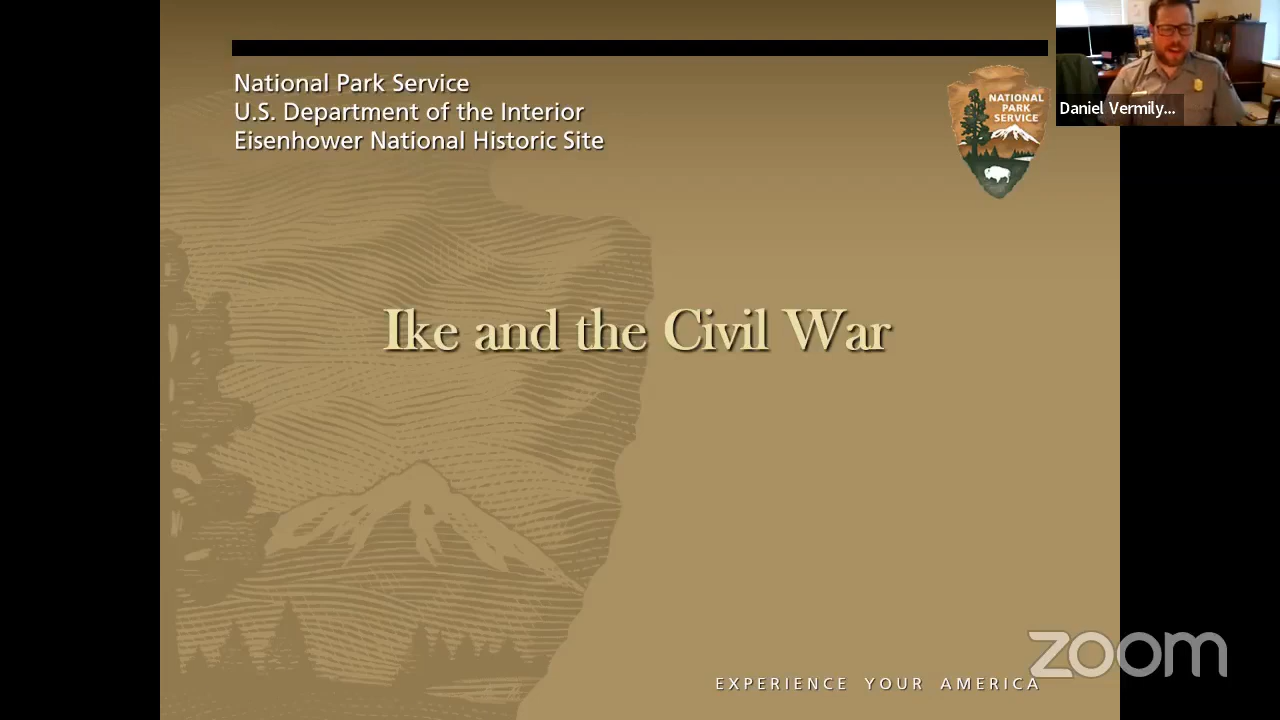 National Park Service
U.S. Department of the Interior
Eisenhower National Historic Site
NATIONAL
PARK
SERVICE
Daniel Vermily...
Ike and the Civil War
zoom
EXPERIENCE YOUR AMERICA